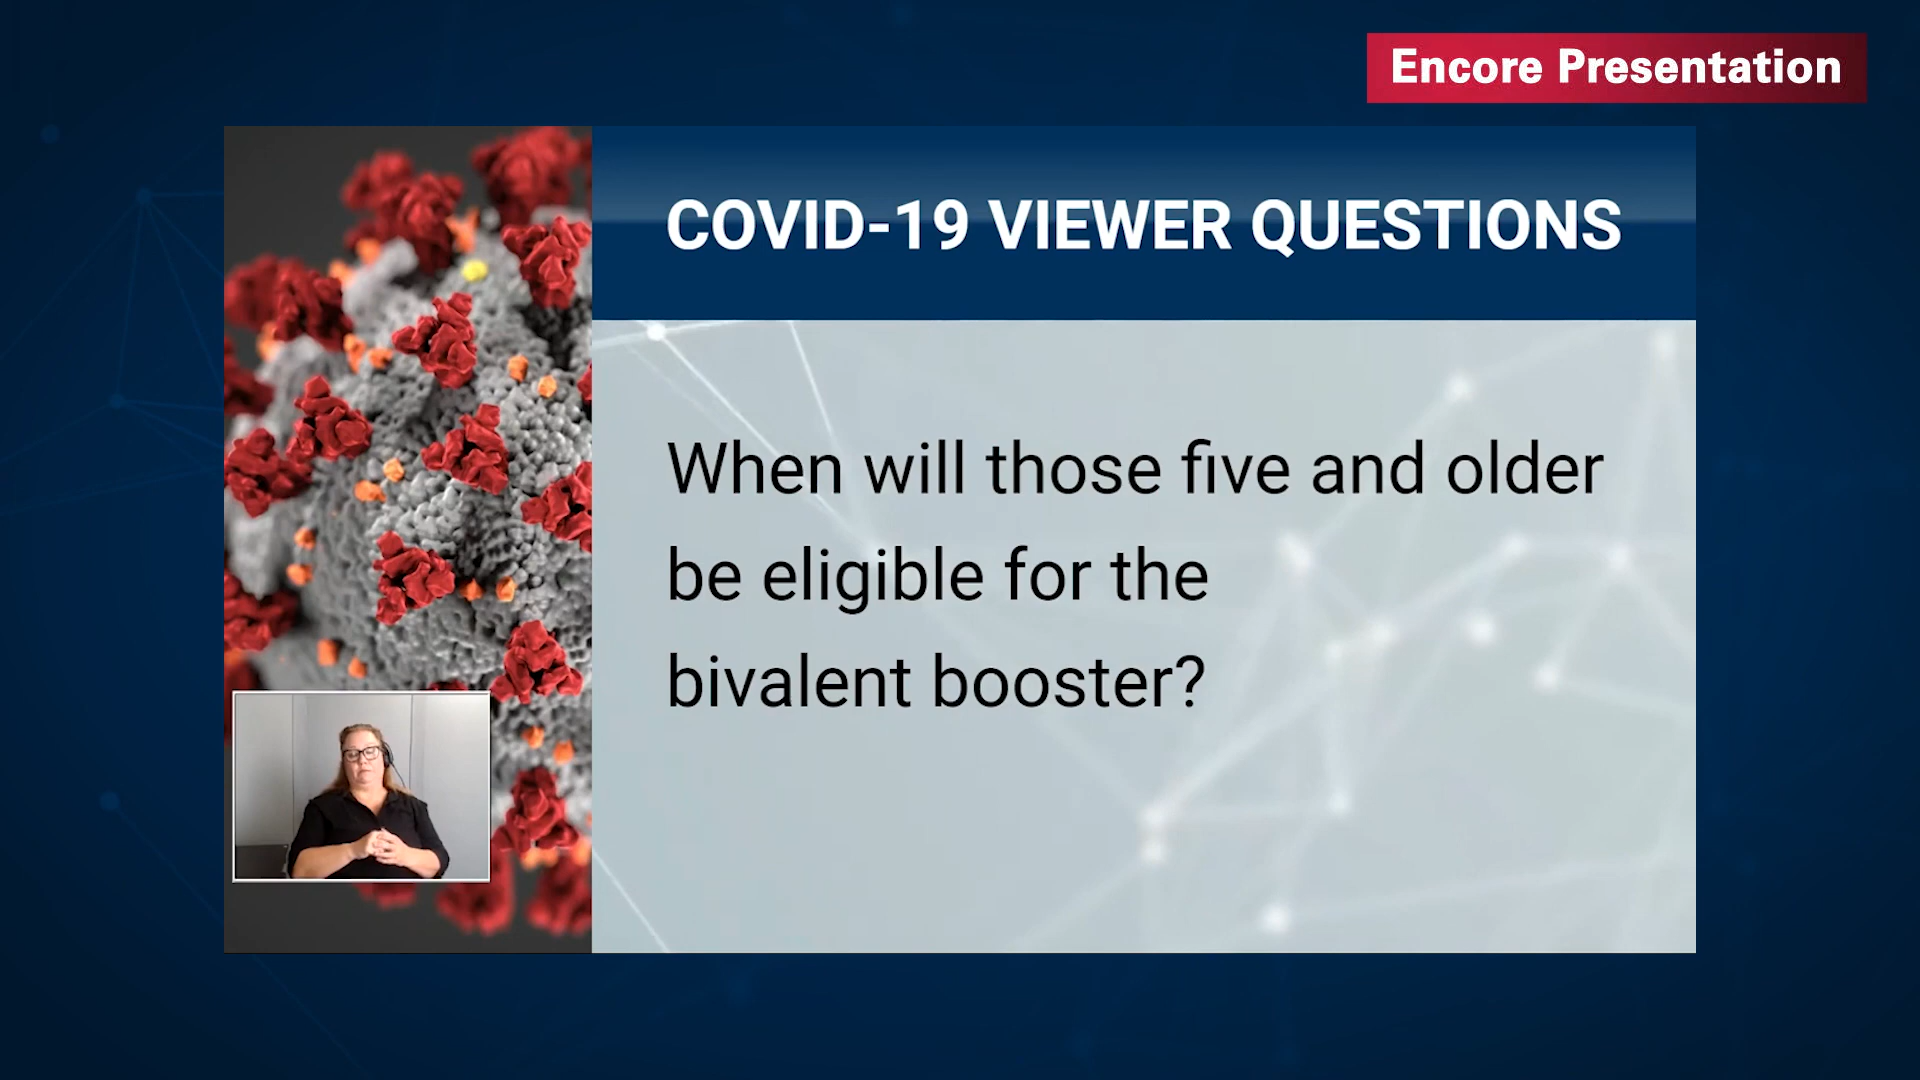 Encore Presentation
COVID-19 VIEWER QUESTIONS
When will those five and older
be eligible for the
bivalent booster?